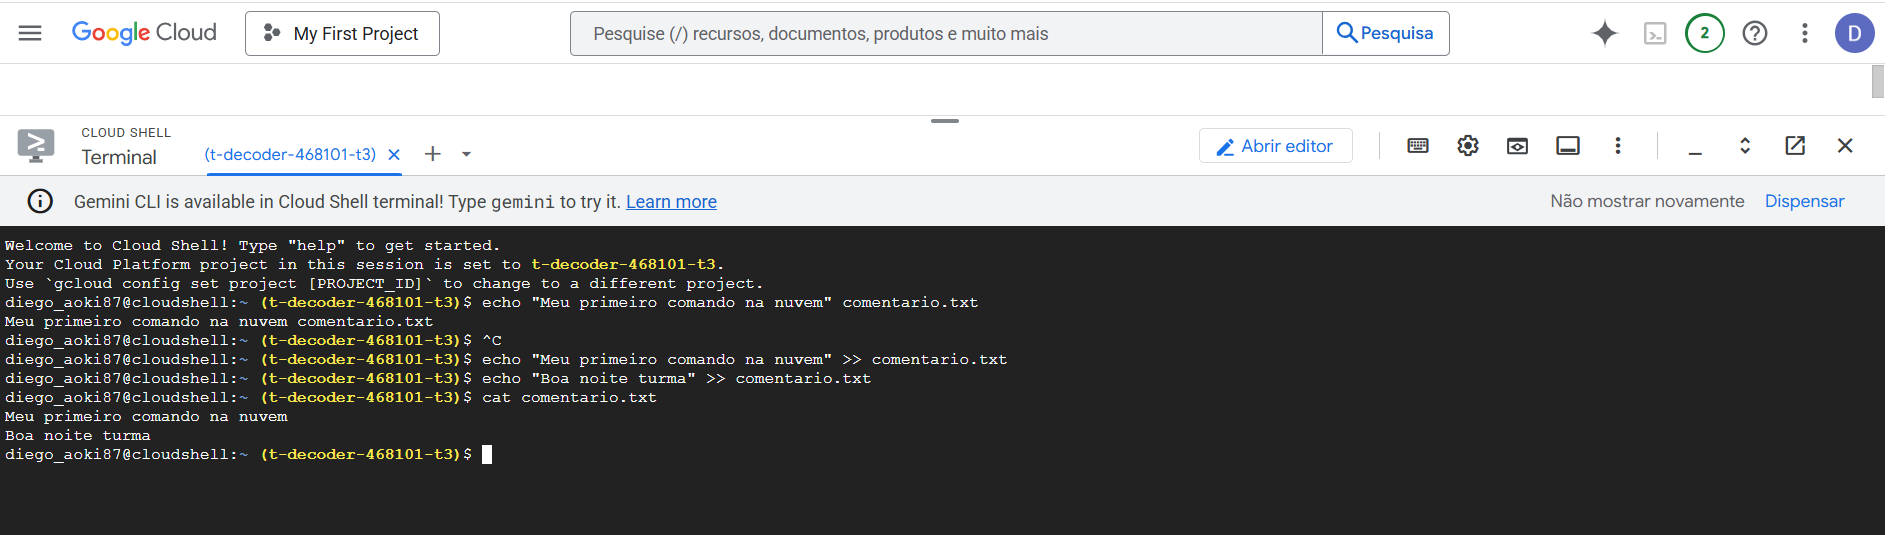 Google Cloud
My First Project
Pesquise (/) recursos, documentos, produtos e muito mais
Pesquisa
2
D
CLOUD SHELL
Terminal
(t-decoder-468101-t3)
Abrir editor
Gemini CLI is available in Cloud Shell terminal! Type gemini to try it. Learn more
Não mostrar novamente
Dispensar
Welcome to Cloud Shell! Type "help" to get started.
Your Cloud Platform project in this session is set to t-decoder-468101-t3.
Use `gcloud config set project [PROJECT_ID]` to change to a different project.
diego_aoki87@cloudshell:~ (t-decoder-468101-t3)$ echo "Meu primeiro comando na nuvem" comentario.txt
Meu primeiro comando na nuvem comentario.txt
diego_aoki87@cloudshell:~ (t-decoder-468101-t3)$ ^C
diego_aoki87@cloudshell:~ (t-decoder-468101-t3)$ echo "Meu primeiro comando na nuvem" >> comentario.txt
diego_aoki87@cloudshell:~ (t-decoder-468101-t3)$ echo "Boa noite turma" >> comentario.txt
diego_aoki87@cloudshell:~ (t-decoder-468101-t3)$ cat comentario.txt
Meu primeiro comando na nuvem
Boa noite turma
diego_aoki87@cloudshell:~ (t-decoder-468101-t3)$